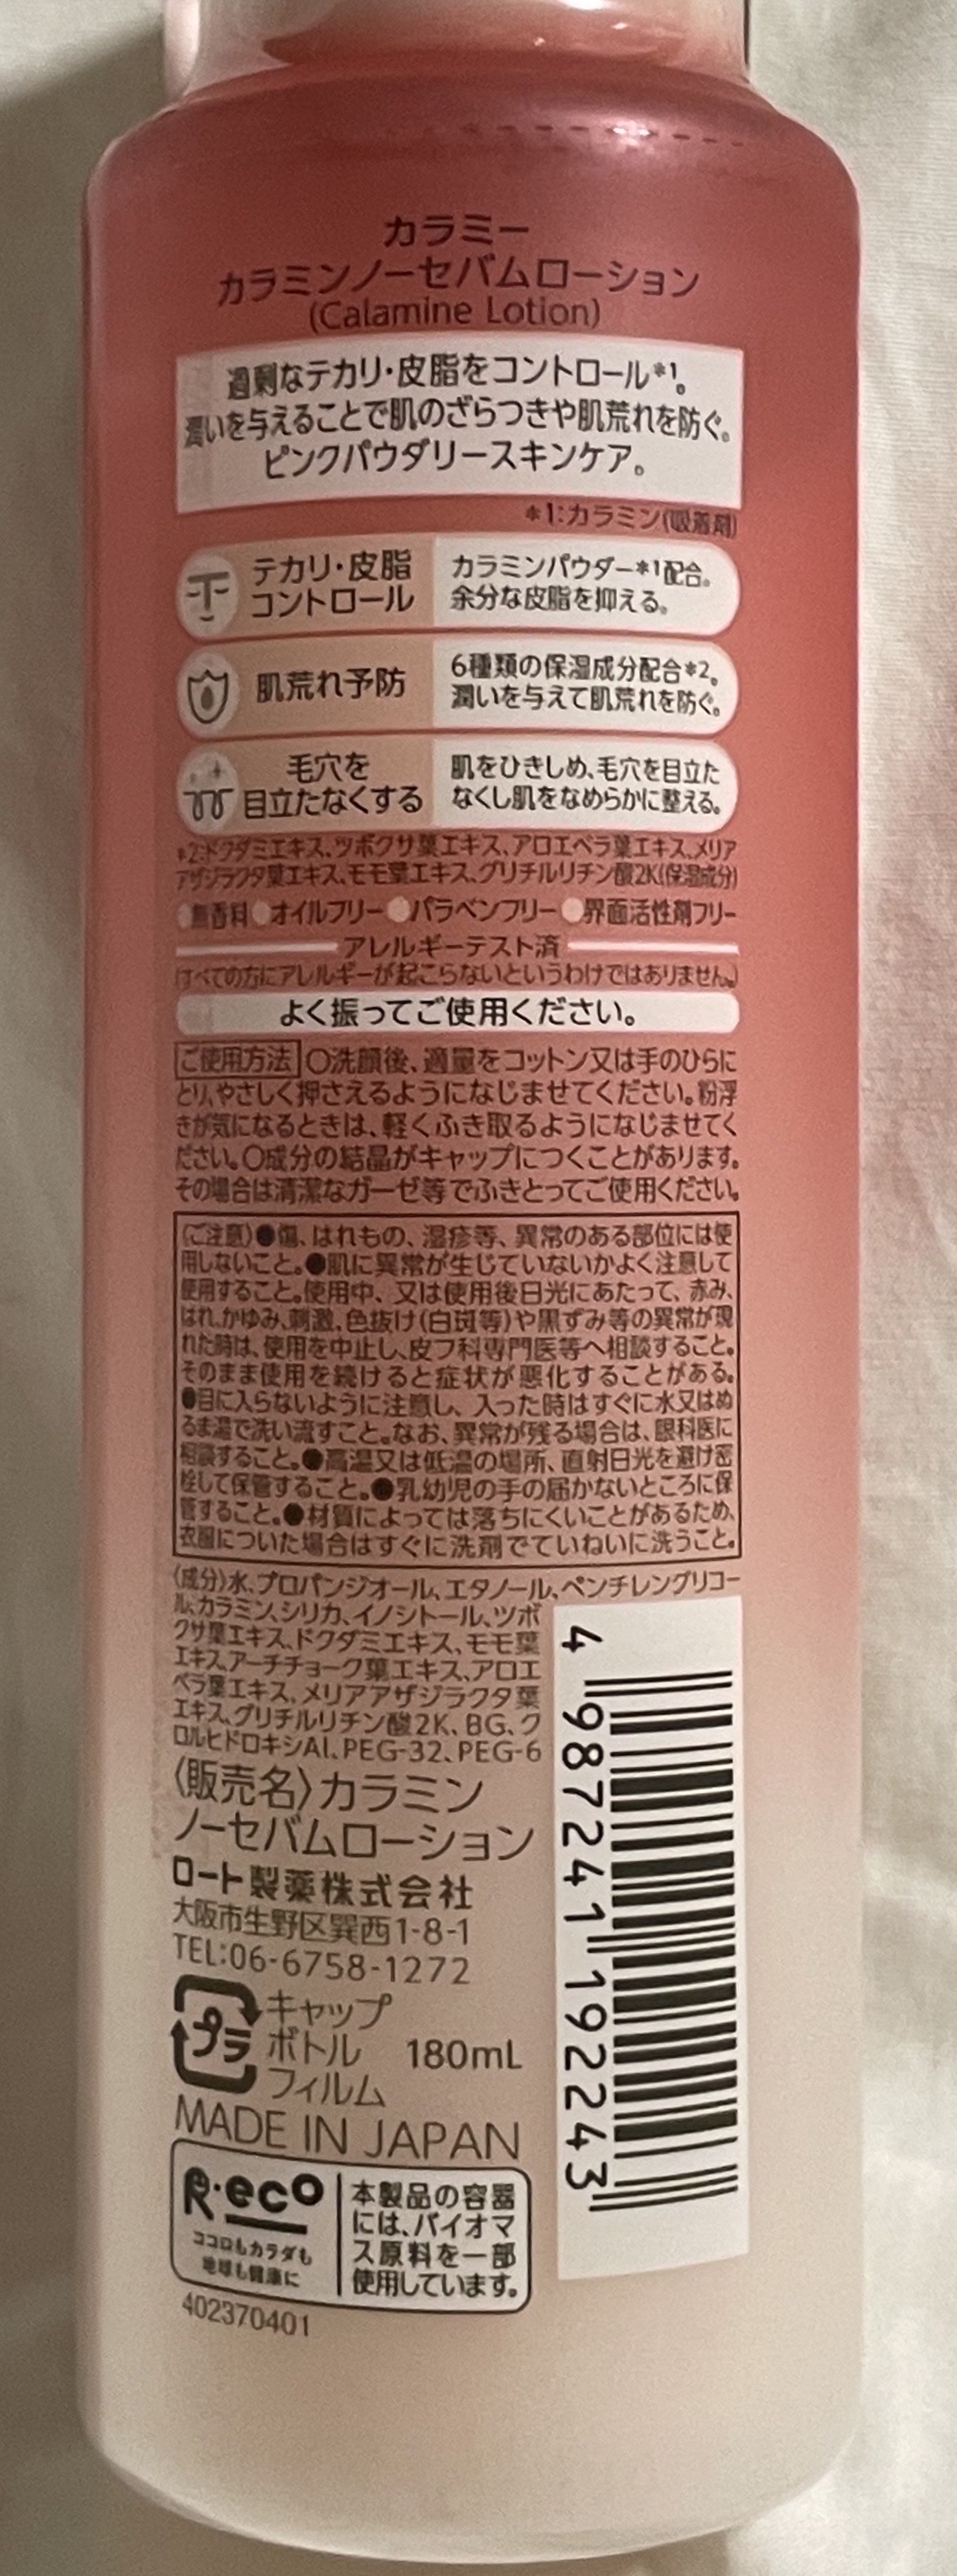 カラミー
カラミンノーセバムローション
(Calamine Lotion)
過剰なテカリ・皮脂をコントロール*1。
潤いを与えることで肌のざらつきや肌荒れを防ぐ。
ピンクパウダリースキンケア。
*1:カラミン(吸着剤)
テカリ・皮脂
コントロール
カラミンパウダー*1配合。
余分な皮脂を抑える。
肌荒れ予防
6種類の保湿成分配合*2。
潤いを与えて肌荒れを防ぐ。
毛穴を
目立たなくする
肌をひきしめ、毛穴を目立た
なくし肌をなめらかに整える。
*2:ドクダミエキス、ツボクサ葉エキス、アロエベラ葉エキス、メリア
アザジラクタ葉エキス、モモ葉エキス、グリチルリチン酸2K(保湿成分)
●無香料●オイルフリー●パラベンフリー●界面活性剤フリー
アレルギーテスト済
(すべての方にアレルギーが起こらないというわけではありません。)
よく振ってご使用ください。
ご使用方法 〇洗顔後、適量をコットン又は手のひらに
とり、やさしく押さえるようになじませてください。粉浮
きが気になるときは、軽くふき取るようになじませてく
ださい。〇成分の結晶がキャップにつくことがあります。
その場合は清潔なガーゼ等でふきとってご使用ください。
〈ご注意〉●傷、はれもの、湿疹等、異常のある部位には使
用しないこと。●肌に異常が生じていないかよく注意して
使用すること。使用中、又は使用後日光にあたって、赤み、
はれ、かゆみ、刺激、色抜け(白斑等)や黒ずみ等の異常が現
れた時は、使用を中止し、皮フ科専門医等へ相談すること。
そのまま使用を続けると症状が悪化することがある。
●目に入らないように注意し、入った時はすぐに水又はぬ
るま湯で洗い流すこと。なお、異常が残る場合は、眼科医に
相談すること。●高温又は低温の場所、直射日光を避け密
栓して保管すること。●乳幼児の手の届かないところに保
管すること。●材質によっては落ちにくいことがあるため、
衣服についた場合はすぐに洗剤でていねいに洗うこと。
〈成分〉水、プロパンジオール、エタノール、ペンチレングリコー
ル、カラミン、シリカ、イノシトール、ツボ
クサ葉エキス、ドクダミエキス、モモ葉
エキス、アーチチョーク葉エキス、アロエ
ベラ葉エキス、メリアアザジラクタ葉
エキス、グリチルリチン酸2K、BG、ク
ロルヒドロキシAl、PEG-32、PEG-6
〈販売名〉カラミン
ノーセバムローション
ロート製薬株式会社
大阪市生野区巽西1-8-1
TEL:06-6758-1272
プラ
キャップ
ボトル
フィルム
180mL
MADE IN JAPAN
R・eco
ココロもカラダも
地球も健康に
本製品の容器
には、バイオマ
ス原料を一部
使用しています。
402370401
4 987241 192243